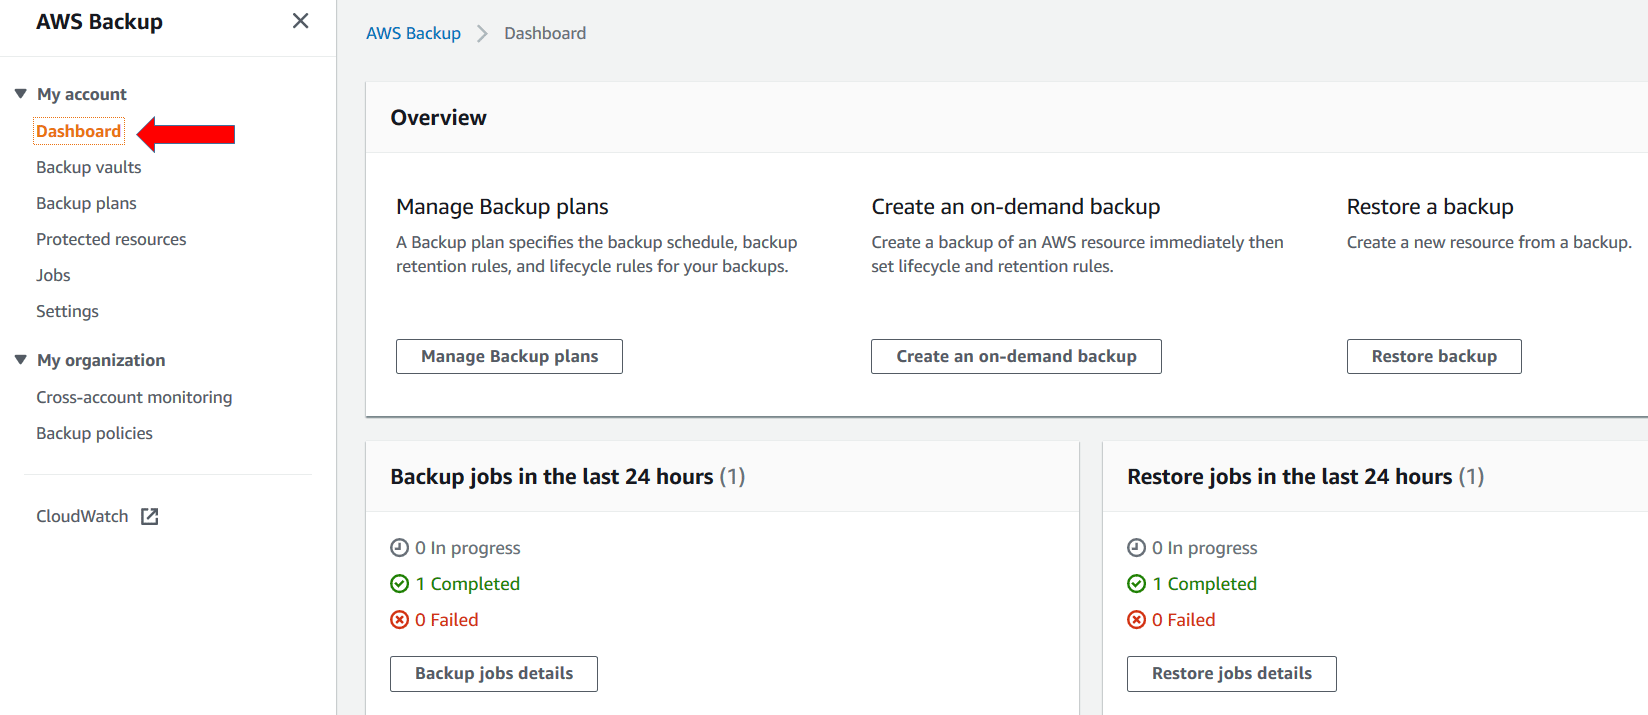 AWS Backup
My account
Dashboard
Backup vaults
Backup plans
Protected resources
Jobs
Settings
My organization
Cross-account monitoring
Backup policies
CloudWatch
AWS Backup > Dashboard
Overview
Manage Backup plans
A Backup plan specifies the backup schedule, backup
retention rules, and lifecycle rules for your backups.
Manage Backup plans
Create an on-demand backup
Create a backup of an AWS resource immediately then
set lifecycle and retention rules.
Create an on-demand backup
Restore a backup
Create a new resource from a backup.
Restore backup
Backup jobs in the last 24 hours (1)
0 In progress
1 Completed
0 Failed
Backup jobs details
Restore jobs in the last 24 hours (1)
0 In progress
1 Completed
0 Failed
Restore jobs details